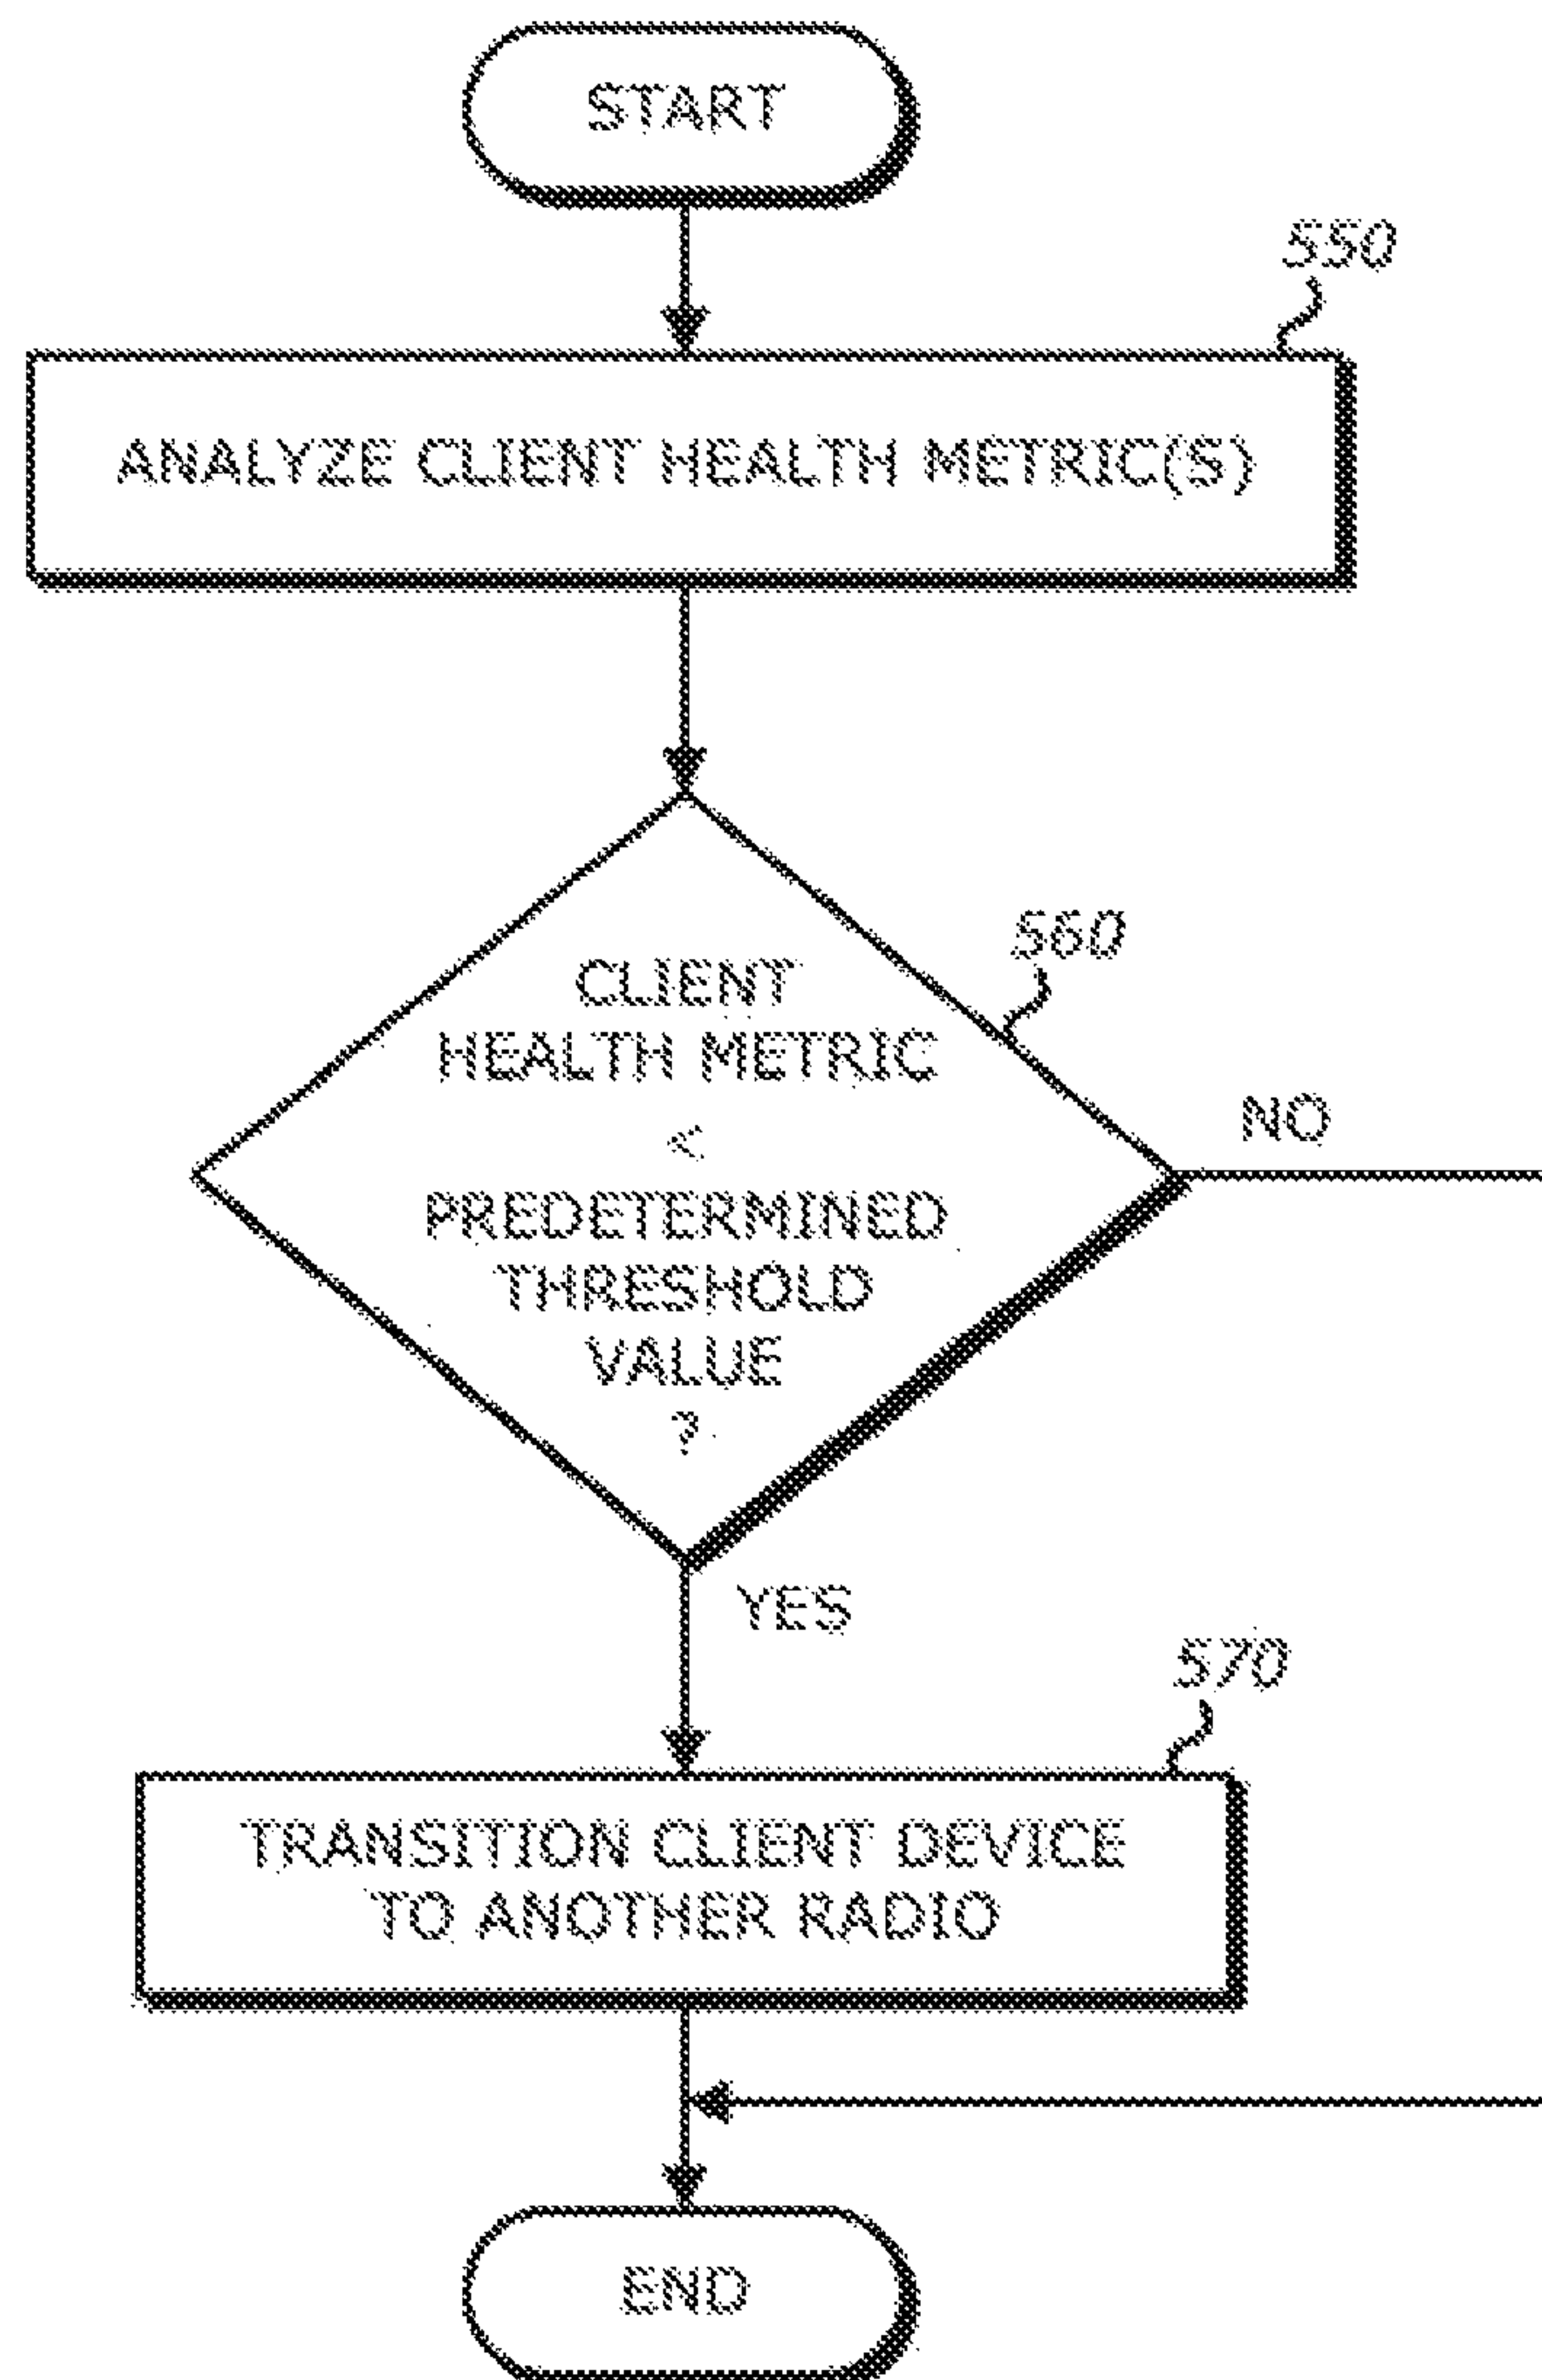 START
550
ANALYZE CLIENT HEALTH METRIC(S)
560
CLIENT
HEALTH METRIC
<
PREDETERMINED
THRESHOLD
VALUE
?
NO
YES
570
TRANSITION CLIENT DEVICE
TO ANOTHER RADIO
END